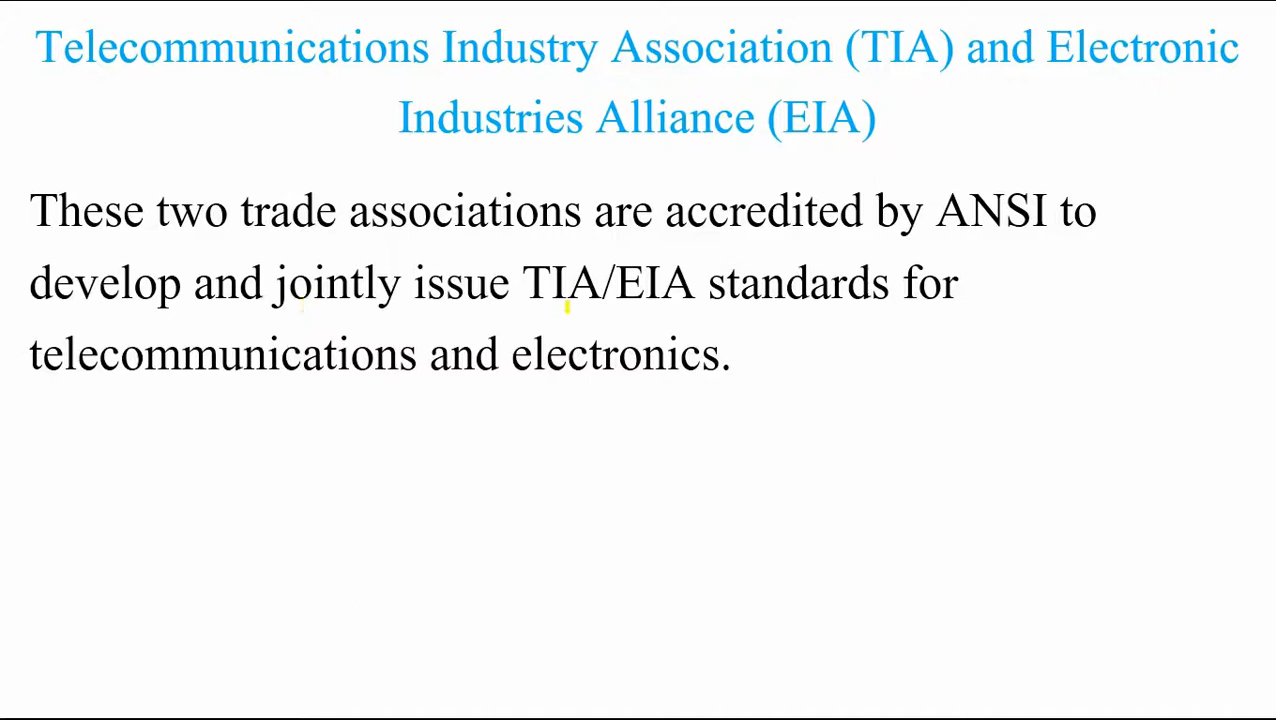 Telecommunications Industry Association (TIA) and Electronic
Industries Alliance (EIA)
These two trade associations are accredited by ANSI to
develop and jointly issue TIA/EIA standards for
telecommunications and electronics.